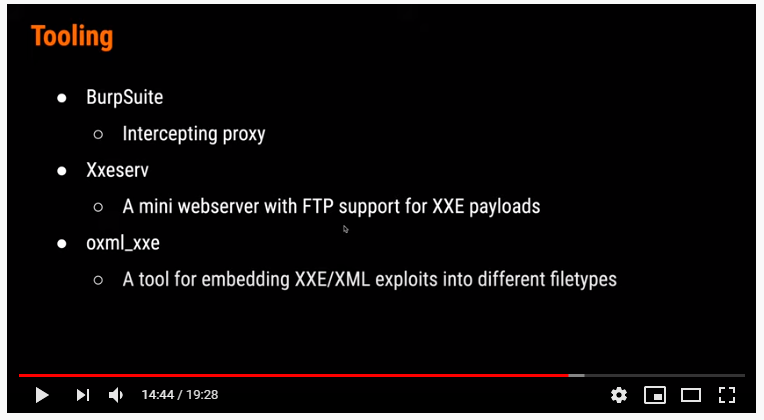 Tooling
● BurpSuite
○ Intercepting proxy
● Xxeserv
○ A mini webserver with FTP support for XXE payloads
● oxml_xxe
○ A tool for embedding XXE/XML exploits into different filetypes
14:44 / 19:28